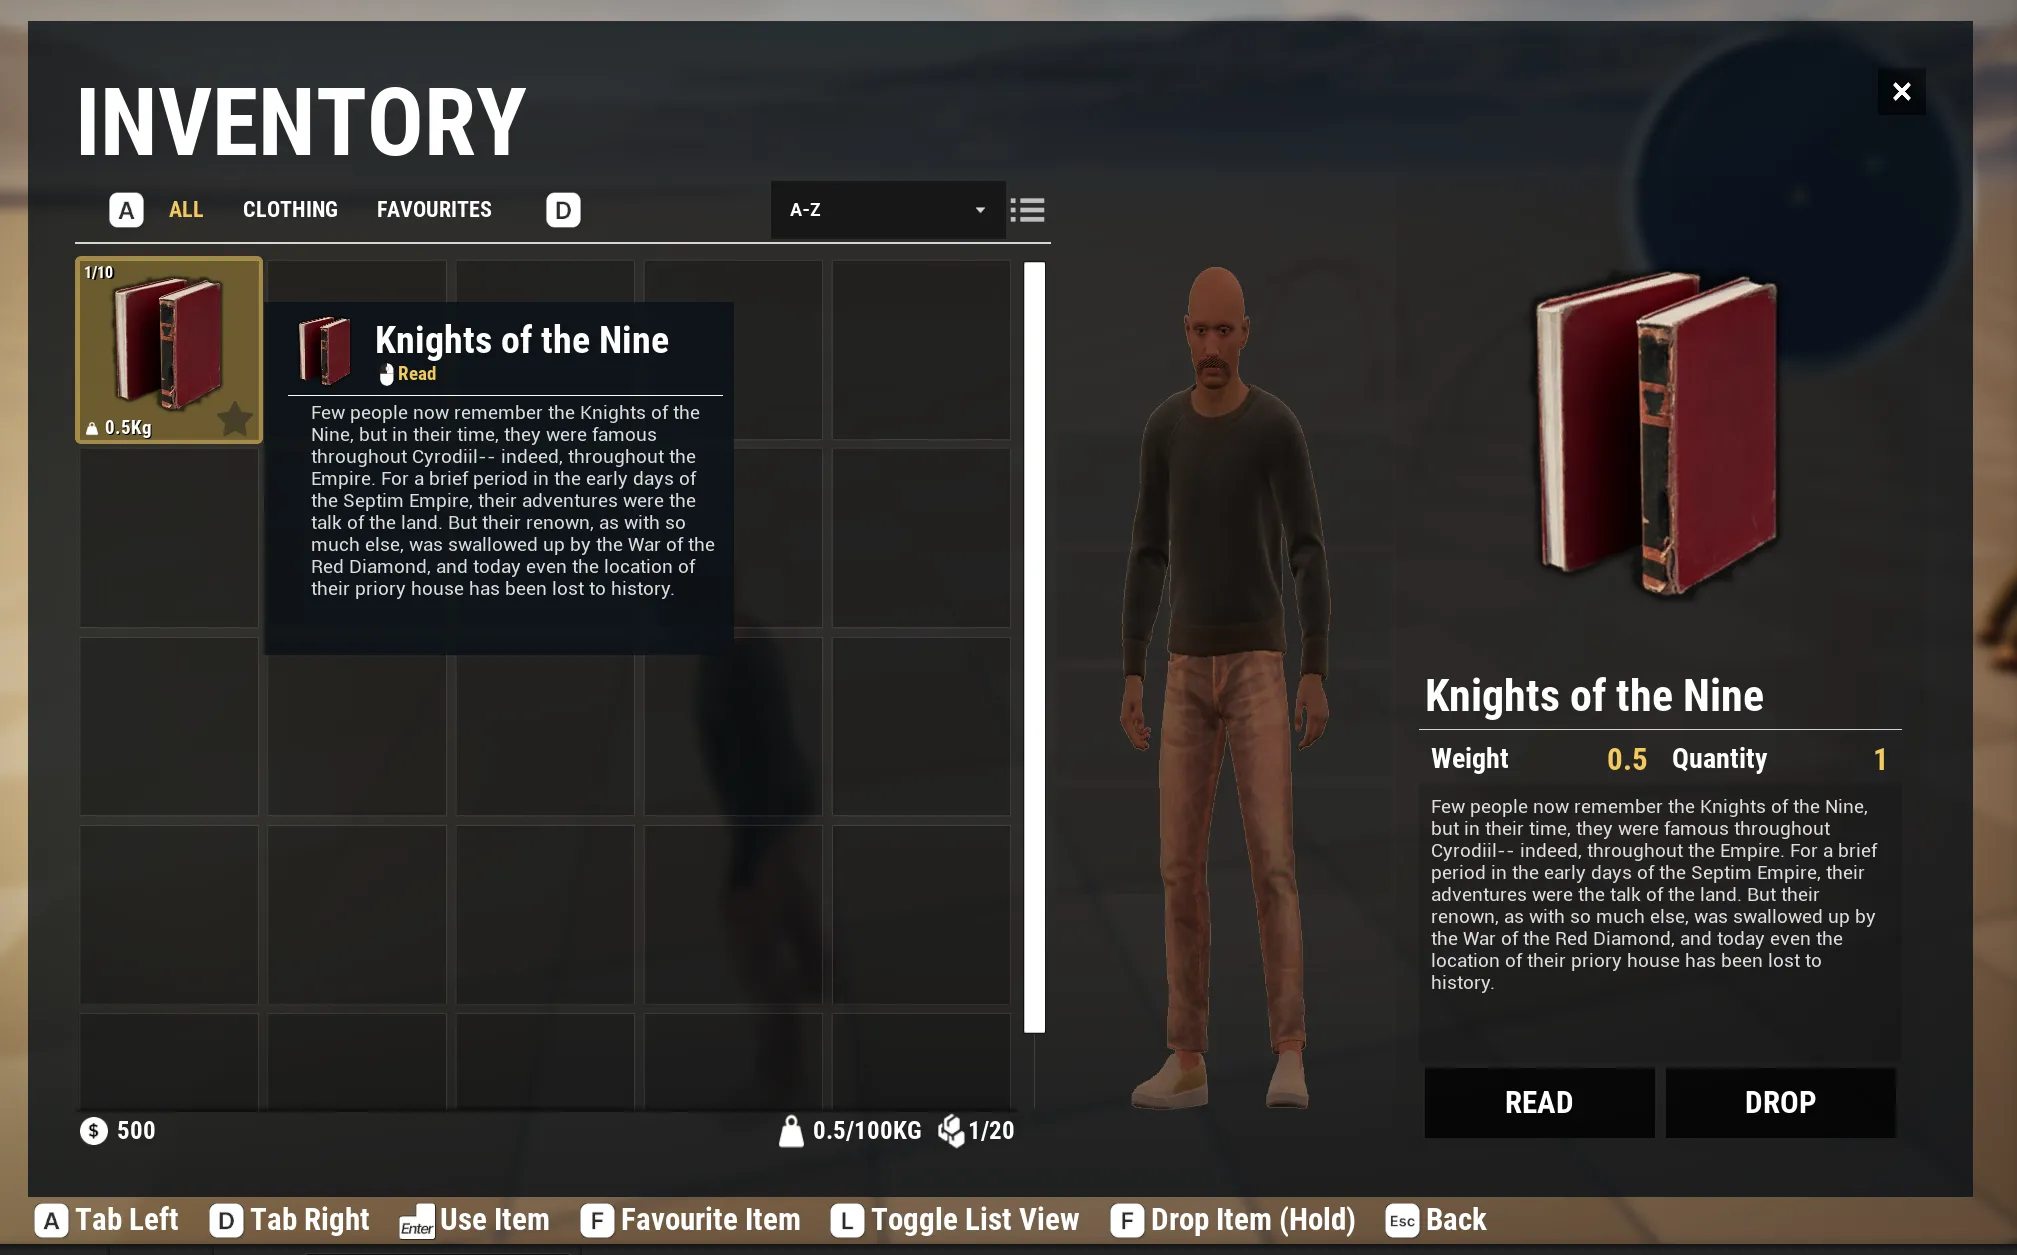 INVENTORY
A ALL CLOTHING FAVOURITES D A-Z
1/10
0.5Kg
Knights of the Nine
Read
Few people now remember the Knights of the
Nine, but in their time, they were famous
throughout Cyrodiil-- indeed, throughout the
Empire. For a brief period in the early days of
the Septim Empire, their adventures were the
talk of the land. But their renown, as with so
much else, was swallowed up by the War of the
Red Diamond, and today even the location of
their priory house has been lost to history.
$ 500
0.5/100KG 1/20
Knights of the Nine
Weight 0.5 Quantity 1
Few people now remember the Knights of the Nine,
but in their time, they were famous throughout
Cyrodiil-- indeed, throughout the Empire. For a brief
period in the early days of the Septim Empire, their
adventures were the talk of the land. But their
renown, as with so much else, was swallowed up by
the War of the Red Diamond, and today even the
location of their priory house has been lost to
history.
READ DROP
A Tab Left D Tab Right Enter Use Item F Favourite Item L Toggle List View F Drop Item (Hold) Esc Back